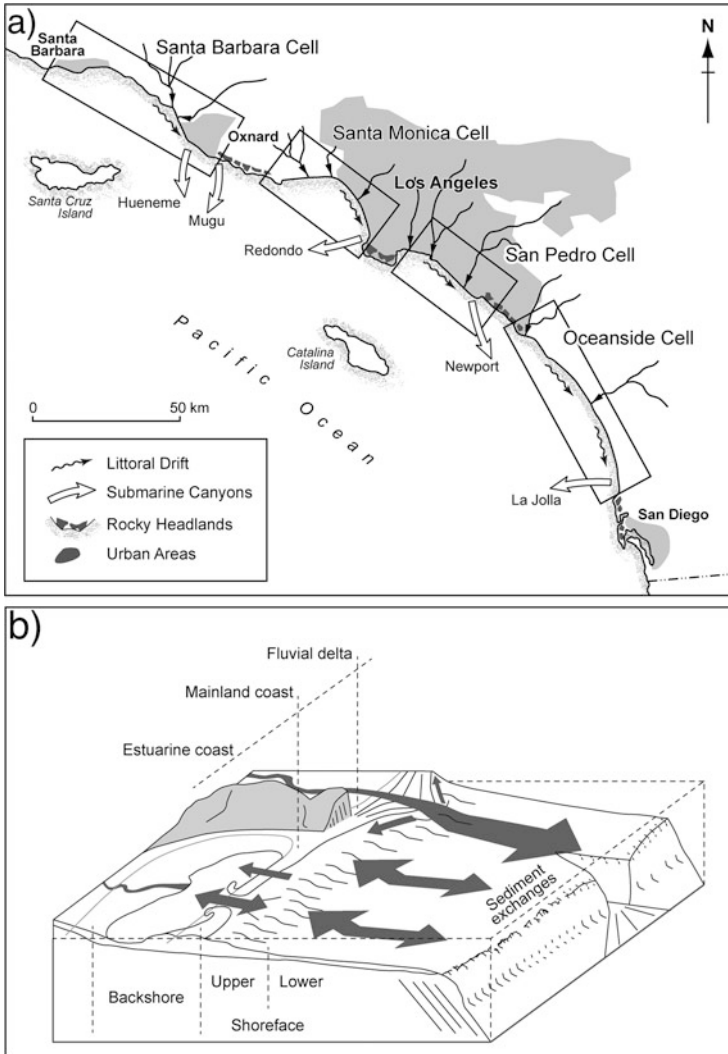 a)
N
Santa
Barbara
Santa Barbara Cell
Oxnard
Santa Monica Cell
Los Angeles
Santa Cruz
Island
Hueneme
Mugu
Redondo
San Pedro Cell
Oceanside Cell
Pacific Ocean
Catalina
Island
Newport
0
50 km
La Jolla
San Diego
Littoral Drift
Submarine Canyons
Rocky Headlands
Urban Areas
b)
Fluvial delta
Mainland coast
Estuarine coast
Sediment
exchanges
Upper
Lower
Backshore
Shoreface